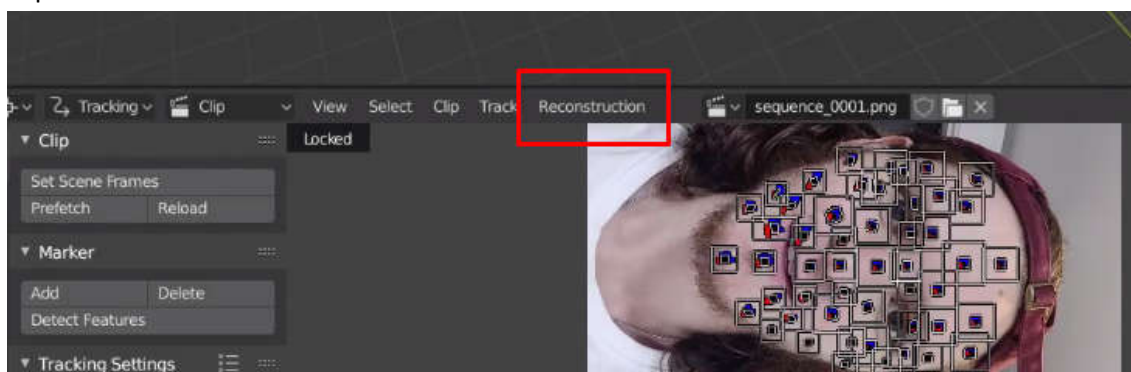 Tracking Clip View Select Clip Track Reconstruction sequence_0001.png
Clip Locked
Set Scene Frames
Prefetch Reload
Marker
Add Delete
Detect Features
Tracking Settings